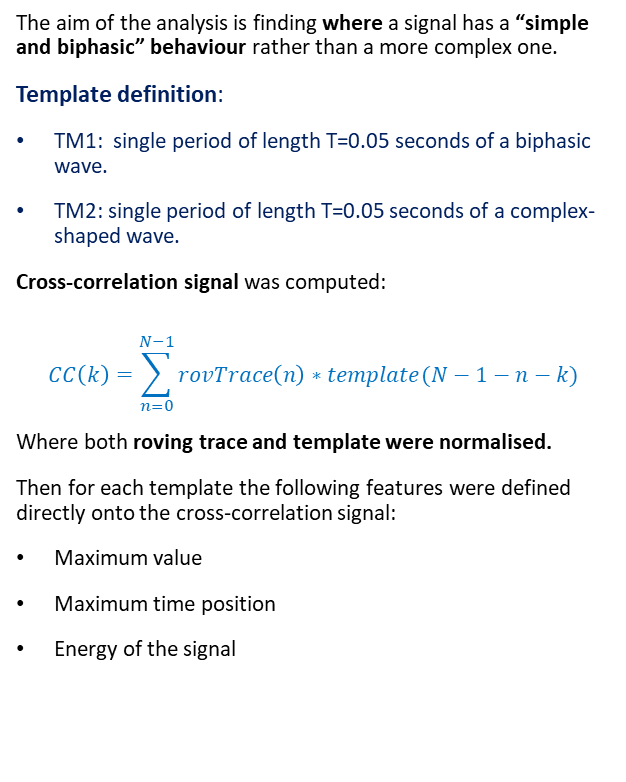 The aim of the analysis is finding where a signal has a “simple
and biphasic” behaviour rather than a more complex one.
Template definition:
• TM1: single period of length T=0.05 seconds of a biphasic
wave.
• TM2: single period of length T=0.05 seconds of a complex-
shaped wave.
Cross-correlation signal was computed:
N−1
CC(k) = ∑ rovTrace(n) * template(N − 1 − n − k)
n=0
Where both roving trace and template were normalised.
Then for each template the following features were defined
directly onto the cross-correlation signal:
• Maximum value
• Maximum time position
• Energy of the signal